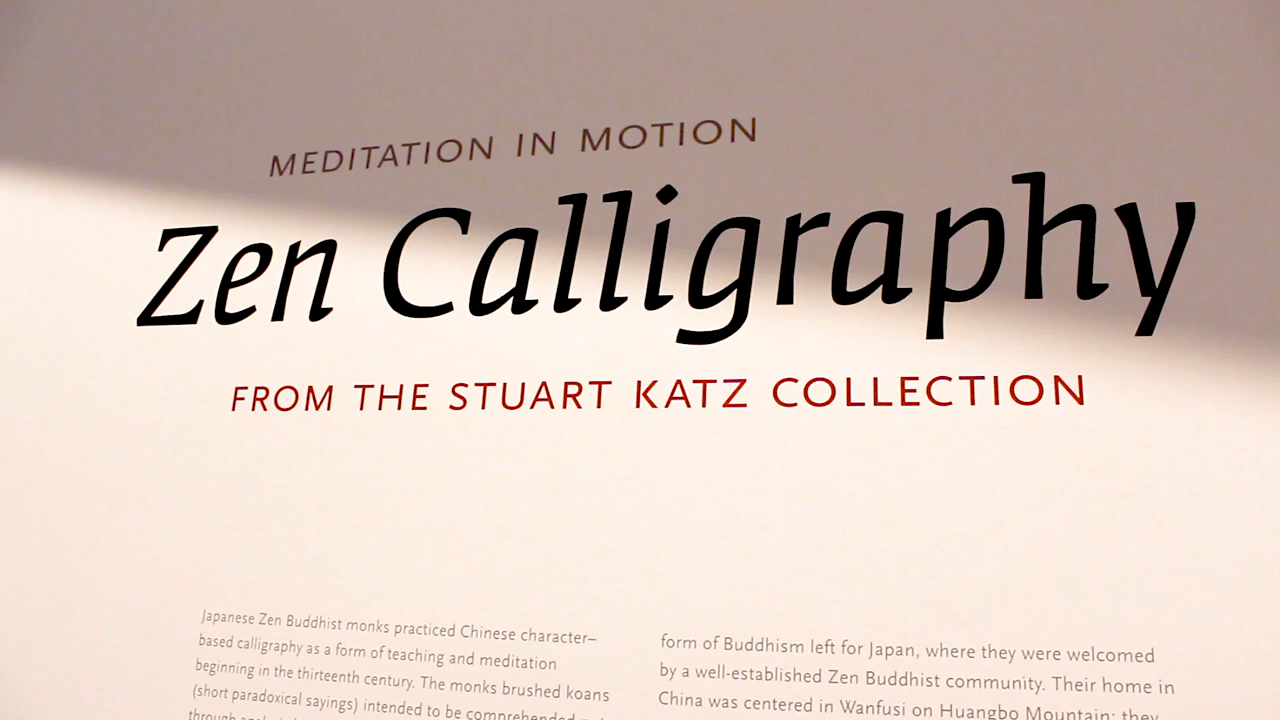 MEDITATION IN MOTION
Zen Calligraphy
FROM THE STUART KATZ COLLECTION
Japanese Zen Buddhist monks practiced Chinese character–
based calligraphy as a form of teaching and meditation
beginning in the thirteenth century. The monks brushed koans
(short paradoxical sayings) intended to be comprehended
through
form of Buddhism left for Japan, where they were welcomed
by a well-established Zen Buddhist community. Their home in
China was centered in Wanfusi on Huangbo Mountain; they